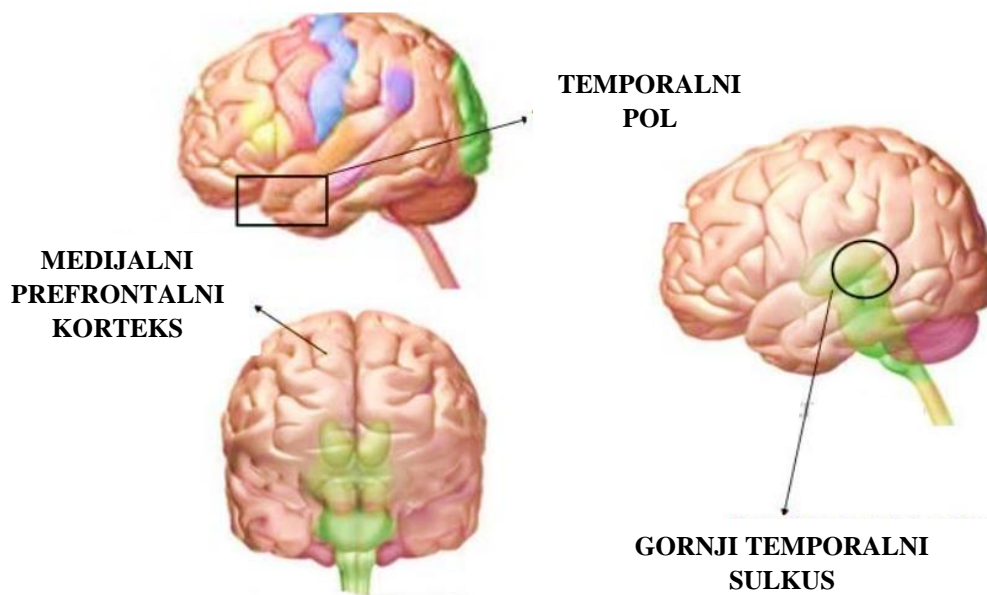 TEMPORALNI
POL
MEDIJALNI
PREFRONTALNI
KORTEKS
GORNJI TEMPORALNI
SULKUS